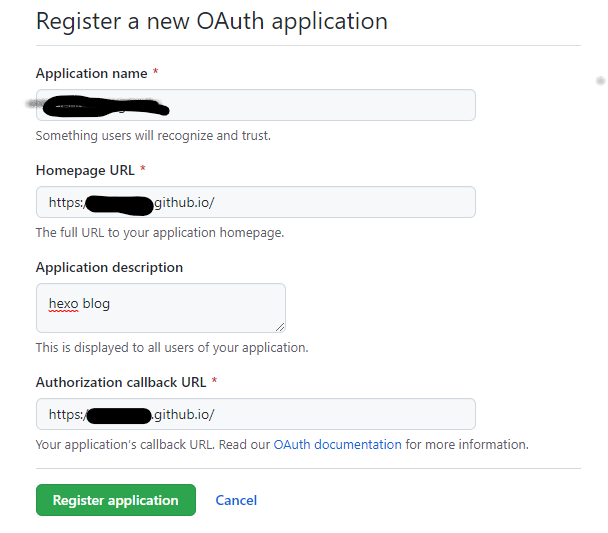 Register a new OAuth application
Application name *
Something users will recognize and trust.
Homepage URL *
https:/ .github.io/
The full URL to your application homepage.
Application description
hexo blog
This is displayed to all users of your application.
Authorization callback URL *
https:/ .github.io/
Your application's callback URL. Read our OAuth documentation for more information.
Register application Cancel